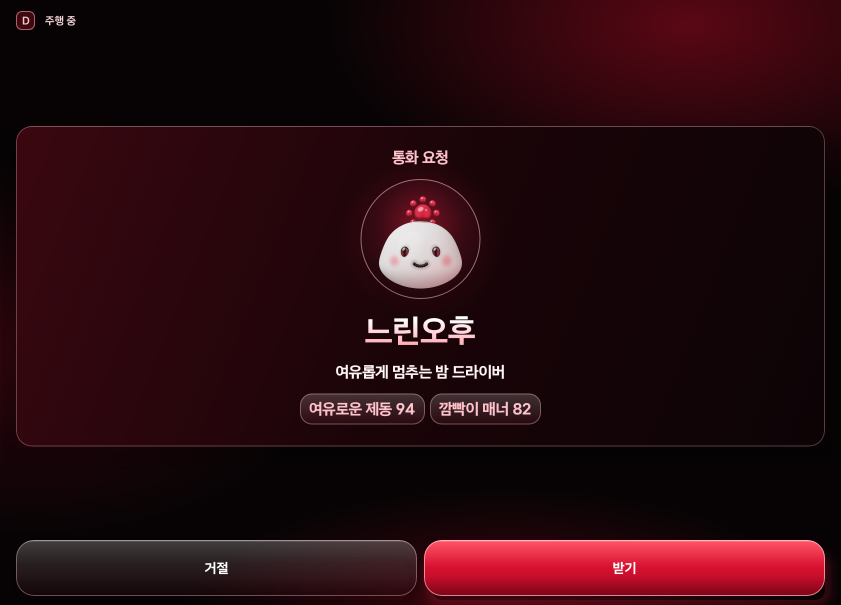 D 주행 중
통화 요청
느린오후
여유롭게 멈추는 밤 드라이버
여유로운 제동 94 깜빡이 매너 82
거절 받기